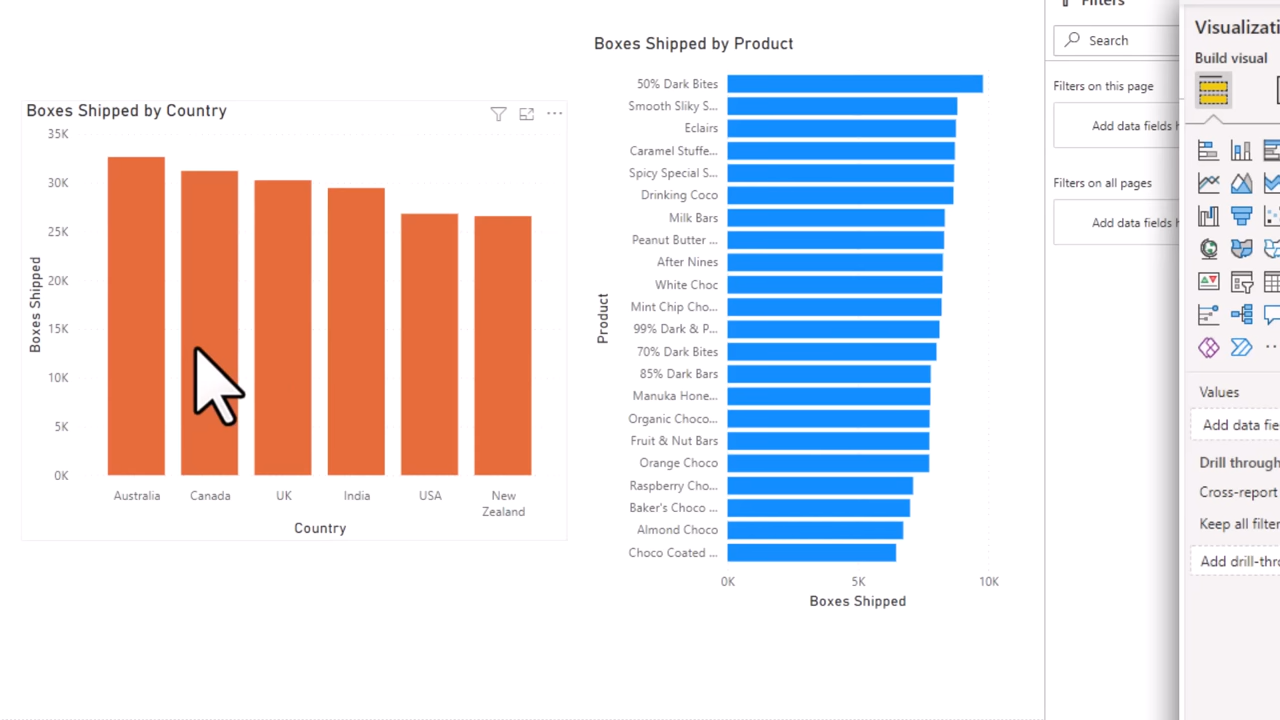 Boxes Shipped by Country
35K
30K
25K
20K
15K
10K
5K
0K
Boxes Shipped
Australia
Canada
UK
India
USA
New
Zealand
Country
Boxes Shipped by Product
Product
50% Dark Bites
Smooth Sliky S...
Eclairs
Caramel Stuffe...
Spicy Special S...
Drinking Coco
Milk Bars
Peanut Butter ...
After Nines
White Choc
Mint Chip Cho...
99% Dark & P...
70% Dark Bites
85% Dark Bars
Manuka Hone...
Organic Choco...
Fruit & Nut Bars
Orange Choco
Raspberry Cho...
Baker's Choco ...
Almond Choco
Choco Coated ...
0K
5K
10K
Boxes Shipped
Filters
Search
Filters on this page
Add data fields h
Filters on all pages
Add data fields h
Visualizati
Build visual
Values
Add data fie
Drill through
Cross-report
Keep all filter
Add drill-thro